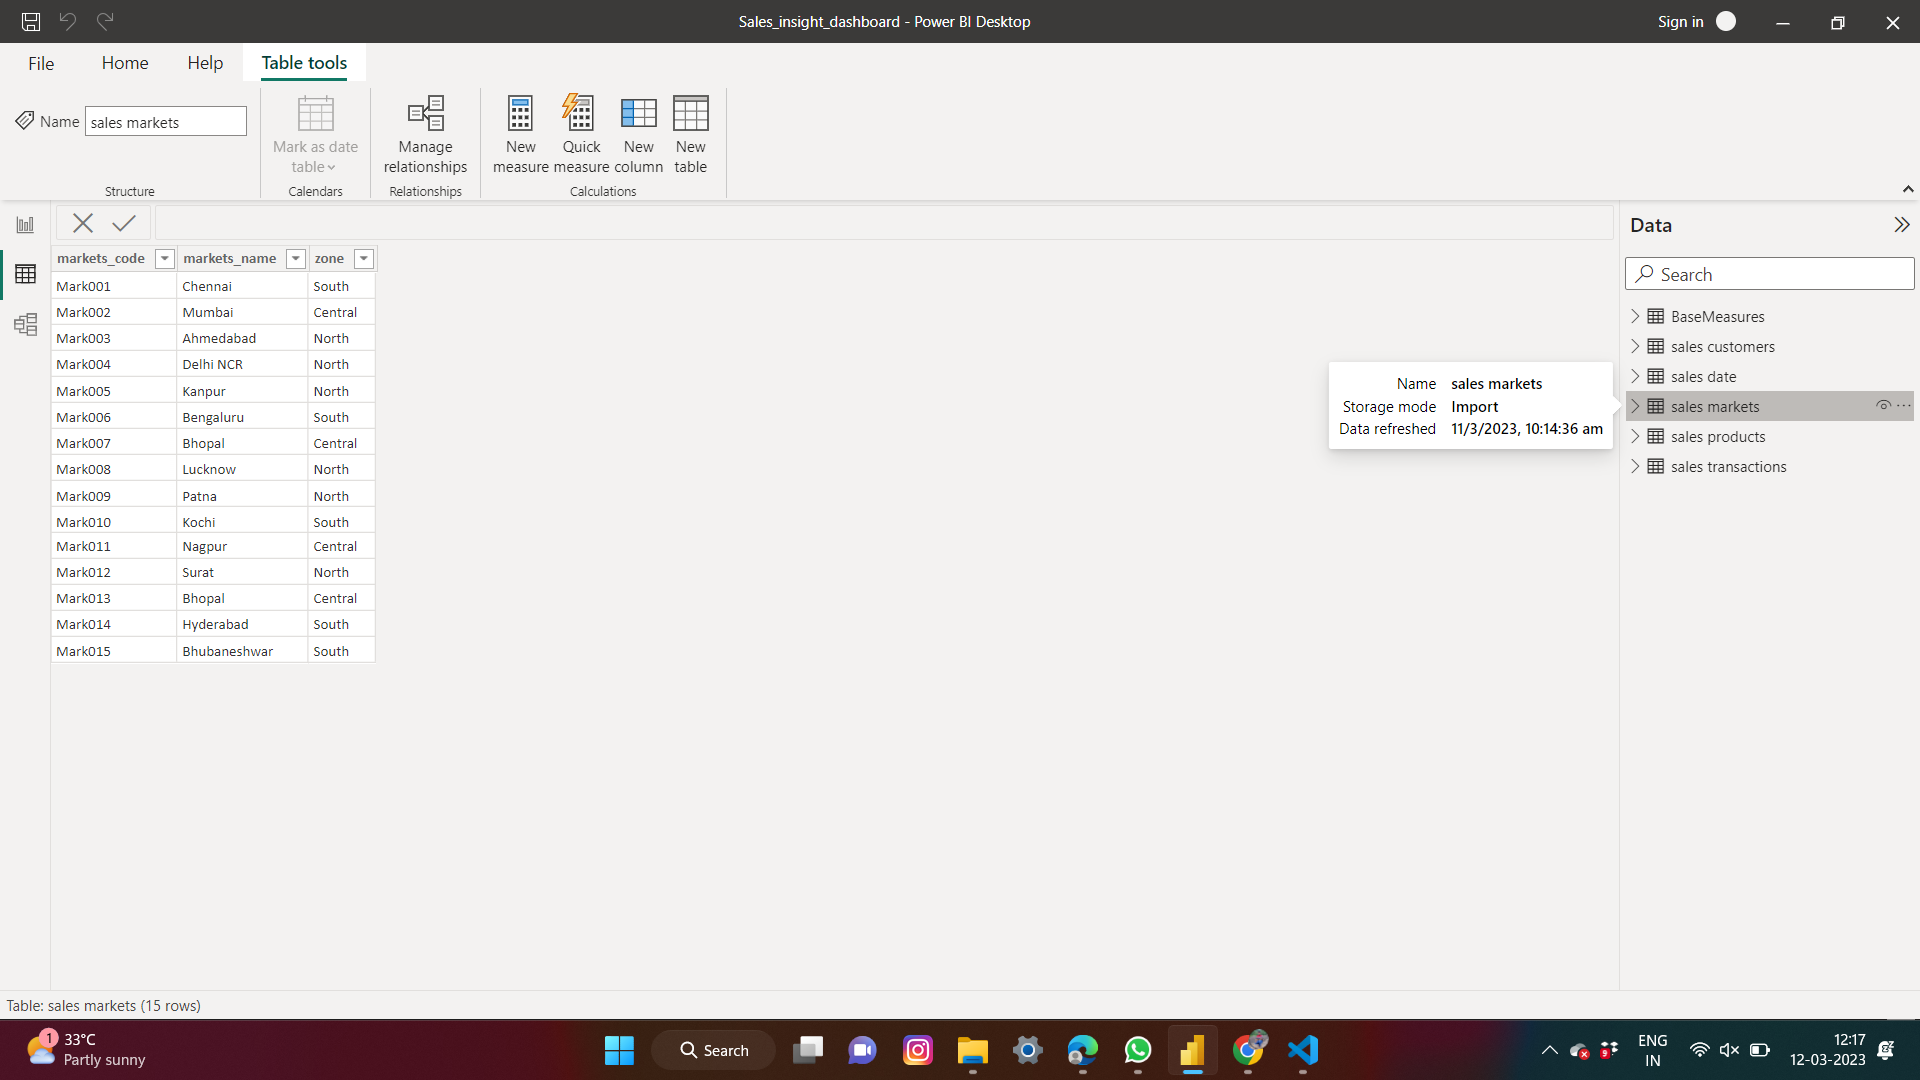 Sales_insight_dashboard - Power BI Desktop
Sign in
File Home Help Table tools
Name sales markets
Mark as date table
Manage relationships
New measure
Quick measure
New column
New table
Structure
Calendars
Relationships
Calculations
markets_code markets_name zone
Mark001 Chennai South
Mark002 Mumbai Central
Mark003 Ahmedabad North
Mark004 Delhi NCR North
Mark005 Kanpur North
Mark006 Bengaluru South
Mark007 Bhopal Central
Mark008 Lucknow North
Mark009 Patna North
Mark010 Kochi South
Mark011 Nagpur Central
Mark012 Surat North
Mark013 Bhopal Central
Mark014 Hyderabad South
Mark015 Bhubaneshwar South
Name sales markets
Storage mode Import
Data refreshed 11/3/2023, 10:14:36 am
Data
Search
BaseMeasures
sales customers
sales date
sales markets
sales products
sales transactions
Table: sales markets (15 rows)
1
33°C
Partly sunny
Search
9
ENG
IN
12:17
12-03-2023